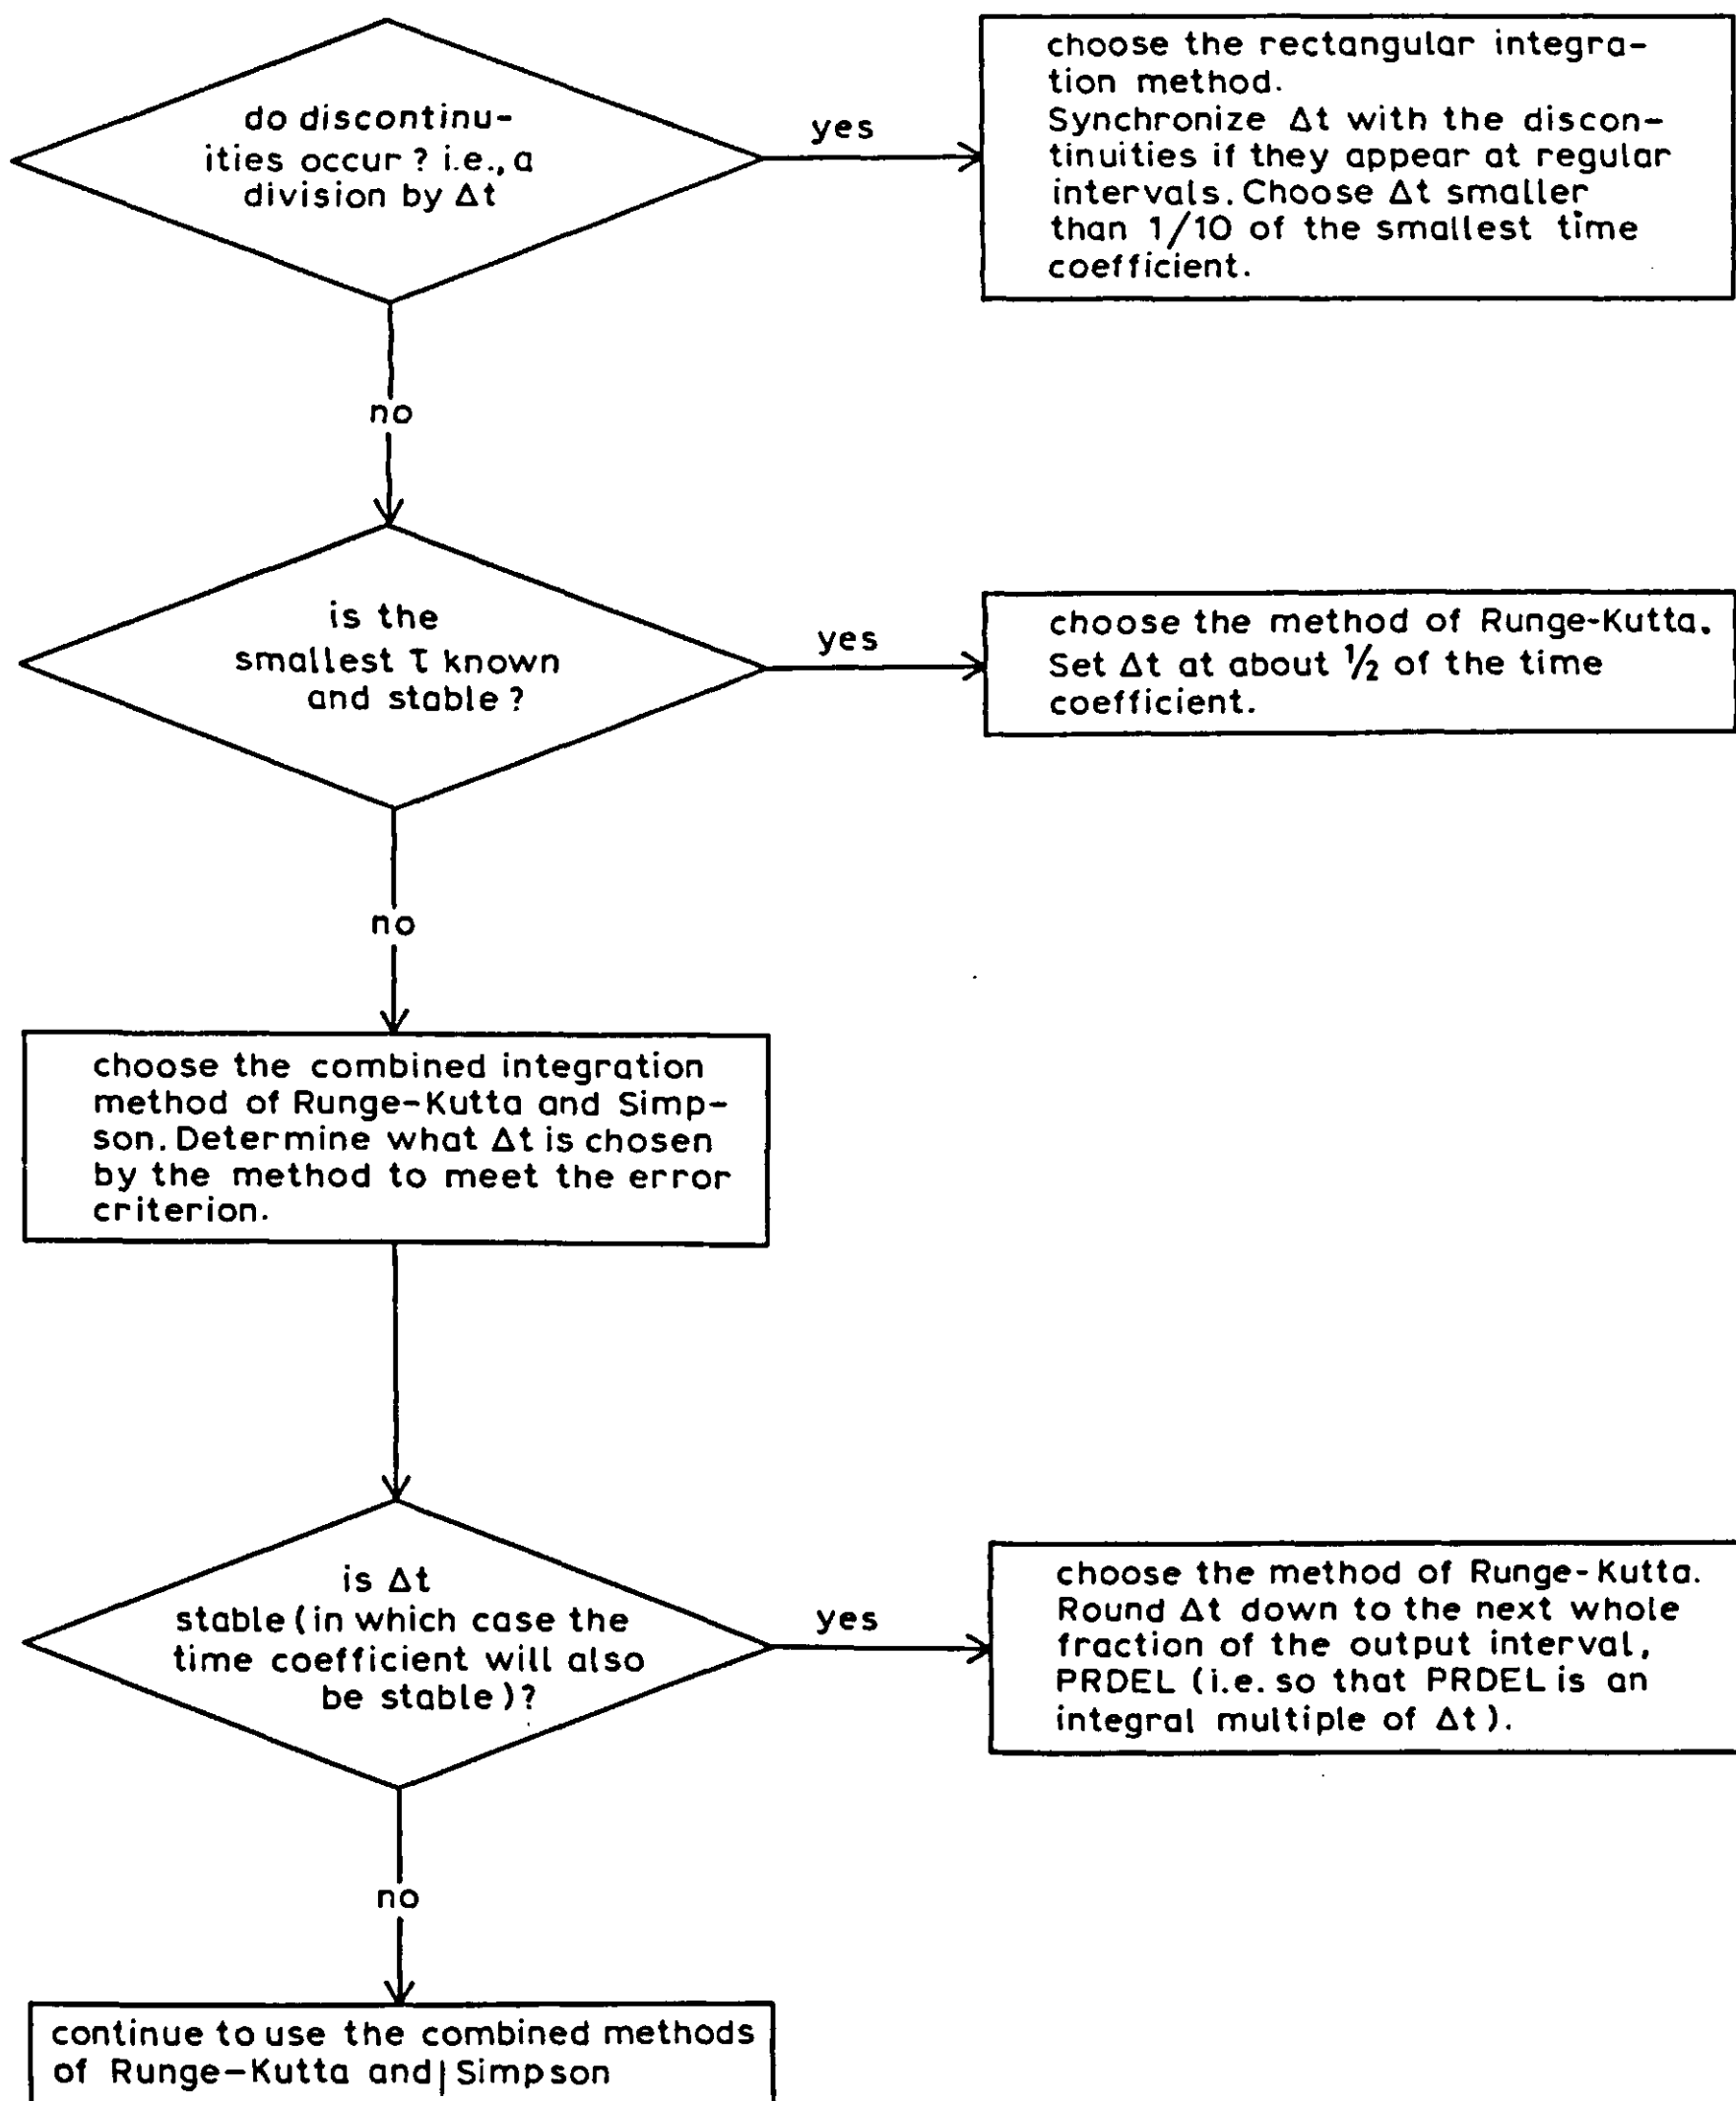 do discontinu-
ities occur? i.e., a
division by Δt
yes
choose the rectangular integra-
tion method.
Synchronize Δt with the discon-
tinuities if they appear at regular
intervals. Choose Δt smaller
than 1/10 of the smallest time
coefficient.
no
is the
smallest τ known
and stable?
yes
choose the method of Runge-Kutta.
Set Δt at about ½ of the time
coefficient.
no
choose the combined integration
method of Runge-Kutta and Simp-
son. Determine what Δt is chosen
by the method to meet the error
criterion.
is Δt
stable (in which case the
time coefficient will also
be stable)?
yes
choose the method of Runge-Kutta.
Round Δt down to the next whole
fraction of the output interval,
PRDEL (i.e. so that PRDEL is an
integral multiple of Δt).
no
continue to use the combined methods
of Runge-Kutta and Simpson